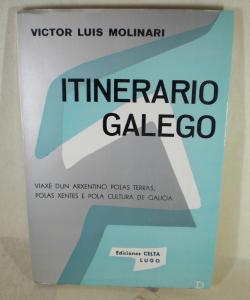 VICTOR LUIS MOLINARI
ITINERARIO
GALEGO
VIAXE DUN ARXENTINO POLAS TERRAS,
POLAS XENTES E POLA CULTURA DE GALICIA
Ediciones CELTA
LUGO
D